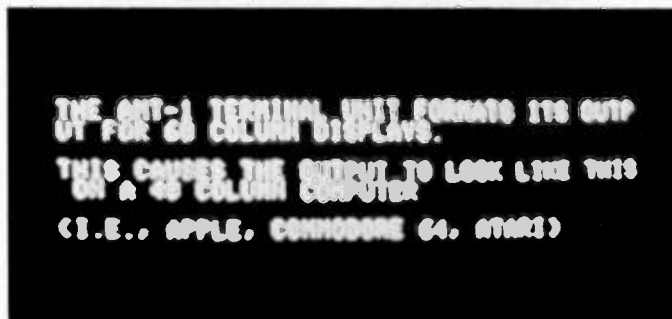 THE AMT-1 TERMINAL UNIT FORMATS ITS OUTP
UT FOR 60 COLUMN DISPLAYS.
THIS CAUSES THE OUTPUT TO LOOK LIKE THIS
ON A 40 COLUMN COMPUTER
(I.E., APPLE, COMMODORE 64, ATARI)